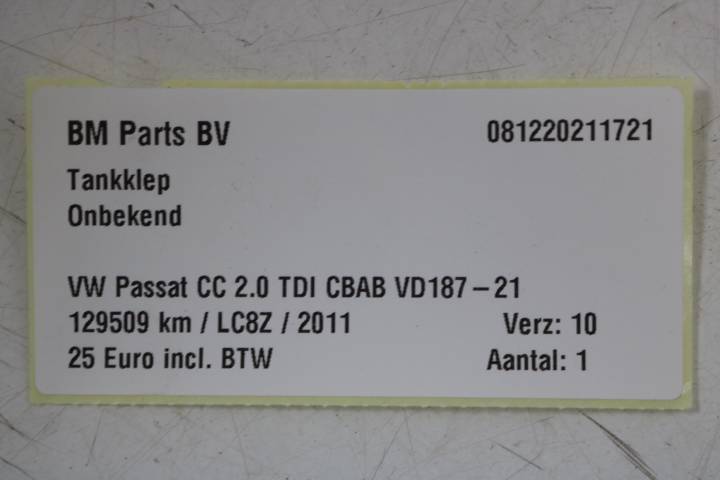 BM Parts BV 081220211721
Tankklep
Onbekend
VW Passat CC 2.0 TDI CBAB VD187-21
129509 km / LC8Z / 2011 Verz: 10
25 Euro incl. BTW Aantal: 1